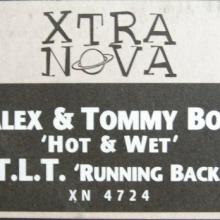 XTRA
NOVA
ALEX & TOMMY BO
'HOT & WET'
T.L.T. 'RUNNING BACK
XN 4724